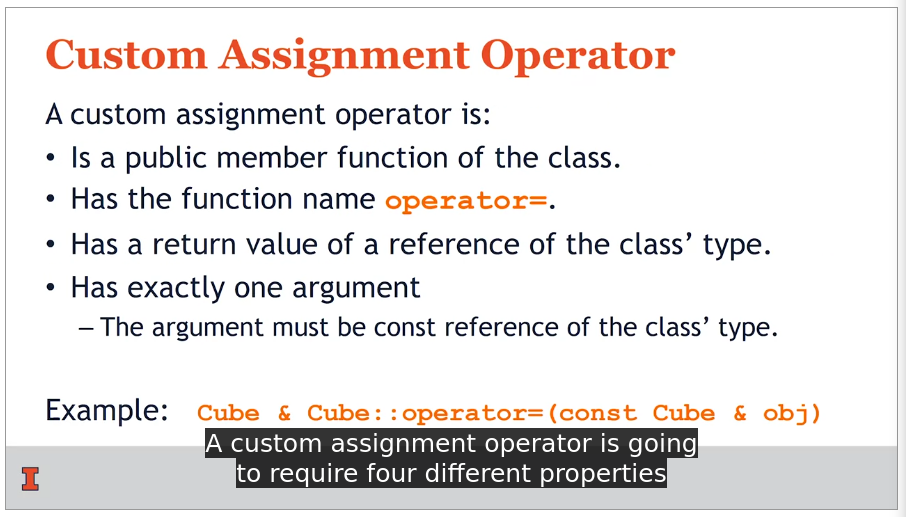 Custom Assignment Operator
A custom assignment operator is:
• Is a public member function of the class.
• Has the function name operator=.
• Has a return value of a reference of the class’ type.
• Has exactly one argument
– The argument must be const reference of the class’ type.
Example: Cube & Cube::operator=(const Cube & obj)
A custom assignment operator is going
to require four different properties
I